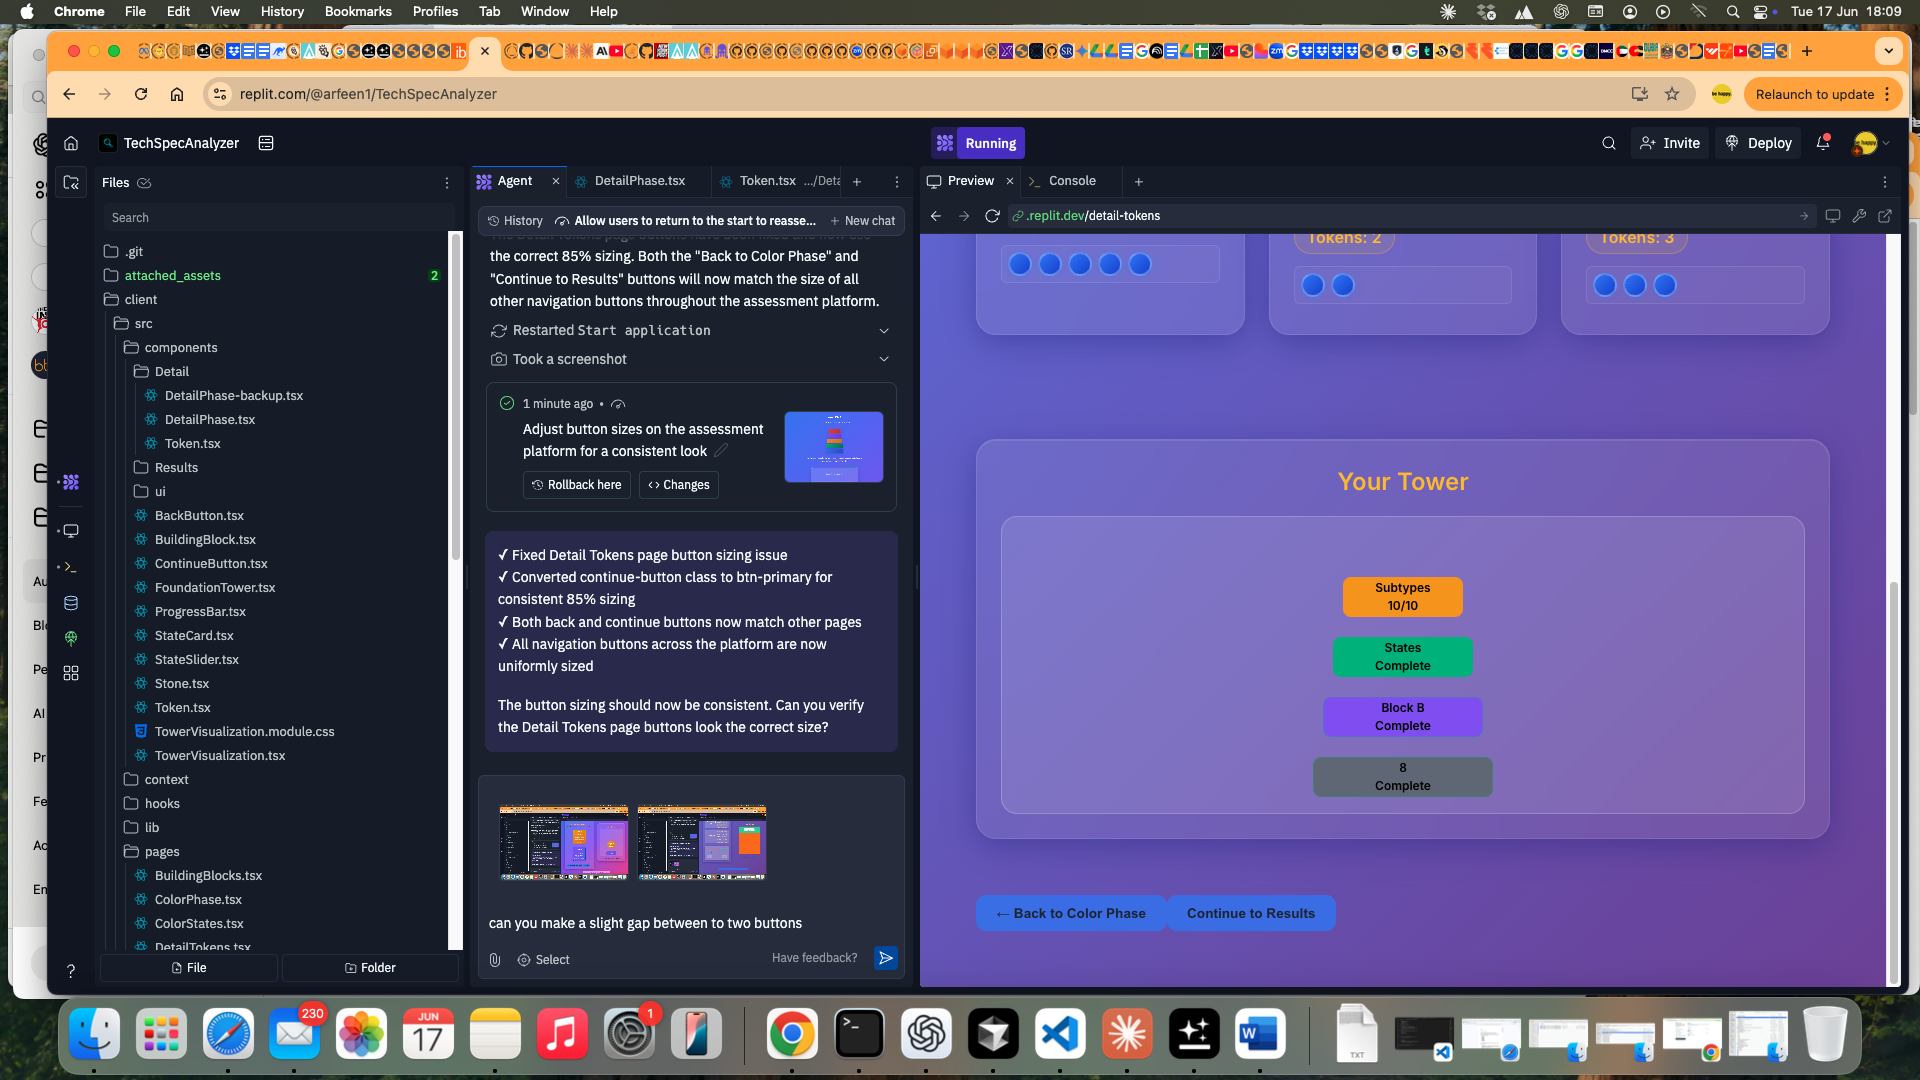 Chrome File Edit View History Bookmarks Profiles Tab Window Help
Tue 17 Jun 18:09
replit.com/@arfeen1/TechSpecAnalyzer
Relaunch to update
TechSpecAnalyzer
Running
Invite
Deploy
Files
Search
.git
attached_assets 2
client
src
components
Detail
DetailPhase-backup.tsx
DetailPhase.tsx
Token.tsx
Results
ui
BackButton.tsx
BuildingBlock.tsx
ContinueButton.tsx
FoundationTower.tsx
ProgressBar.tsx
StateCard.tsx
StateSlider.tsx
Stone.tsx
Token.tsx
TowerVisualization.module.css
TowerVisualization.tsx
context
hooks
lib
pages
BuildingBlocks.tsx
ColorPhase.tsx
ColorStates.tsx
DetailTokens.tsx
File
Folder
Agent
DetailPhase.tsx
Token.tsx .../Deta
History
Allow users to return to the start to reasse...
New chat
the correct 85% sizing. Both the "Back to Color Phase" and
"Continue to Results" buttons will now match the size of all
other navigation buttons throughout the assessment platform.
Restarted Start application
Took a screenshot
1 minute ago •
Adjust button sizes on the assessment
platform for a consistent look
Rollback here
Changes
✓ Fixed Detail Tokens page button sizing issue
✓ Converted continue-button class to btn-primary for
consistent 85% sizing
✓ Both back and continue buttons now match other pages
✓ All navigation buttons across the platform are now
uniformly sized
The button sizing should now be consistent. Can you verify
the Detail Tokens page buttons look the correct size?
can you make a slight gap between to two buttons
Select
Have feedback?
Preview
Console
.replit.dev/detail-tokens
Tokens: 2
Tokens: 3
Your Tower
Subtypes
10/10
States
Complete
Block B
Complete
8
Complete
← Back to Color Phase
Continue to Results
230
JUN
17
1
TXT